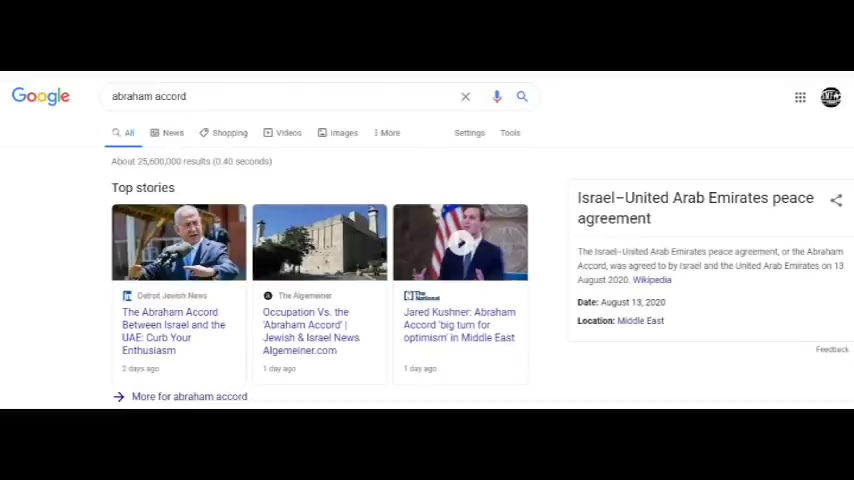 Google
abraham accord
All
News
Shopping
Videos
Images
More
Settings
Tools
About 25,600,000 results (0.40 seconds)
Top stories
Detroit Jewish News
The Abraham Accord
Between Israel and the
UAE: Curb Your
Enthusiasm
2 days ago
The Algemeiner
Occupation Vs. the
'Abraham Accord' |
Jewish & Israel News
Algemeiner.com
1 day ago
The
National
Jared Kushner: Abraham
Accord 'big turn for
optimism' in Middle East
1 day ago
More for abraham accord
Israel–United Arab Emirates peace
agreement
The Israel–United Arab Emirates peace agreement, or the Abraham
Accord, was agreed to by Israel and the United Arab Emirates on 13
August 2020. Wikipedia
Date: August 13, 2020
Location: Middle East
Feedback